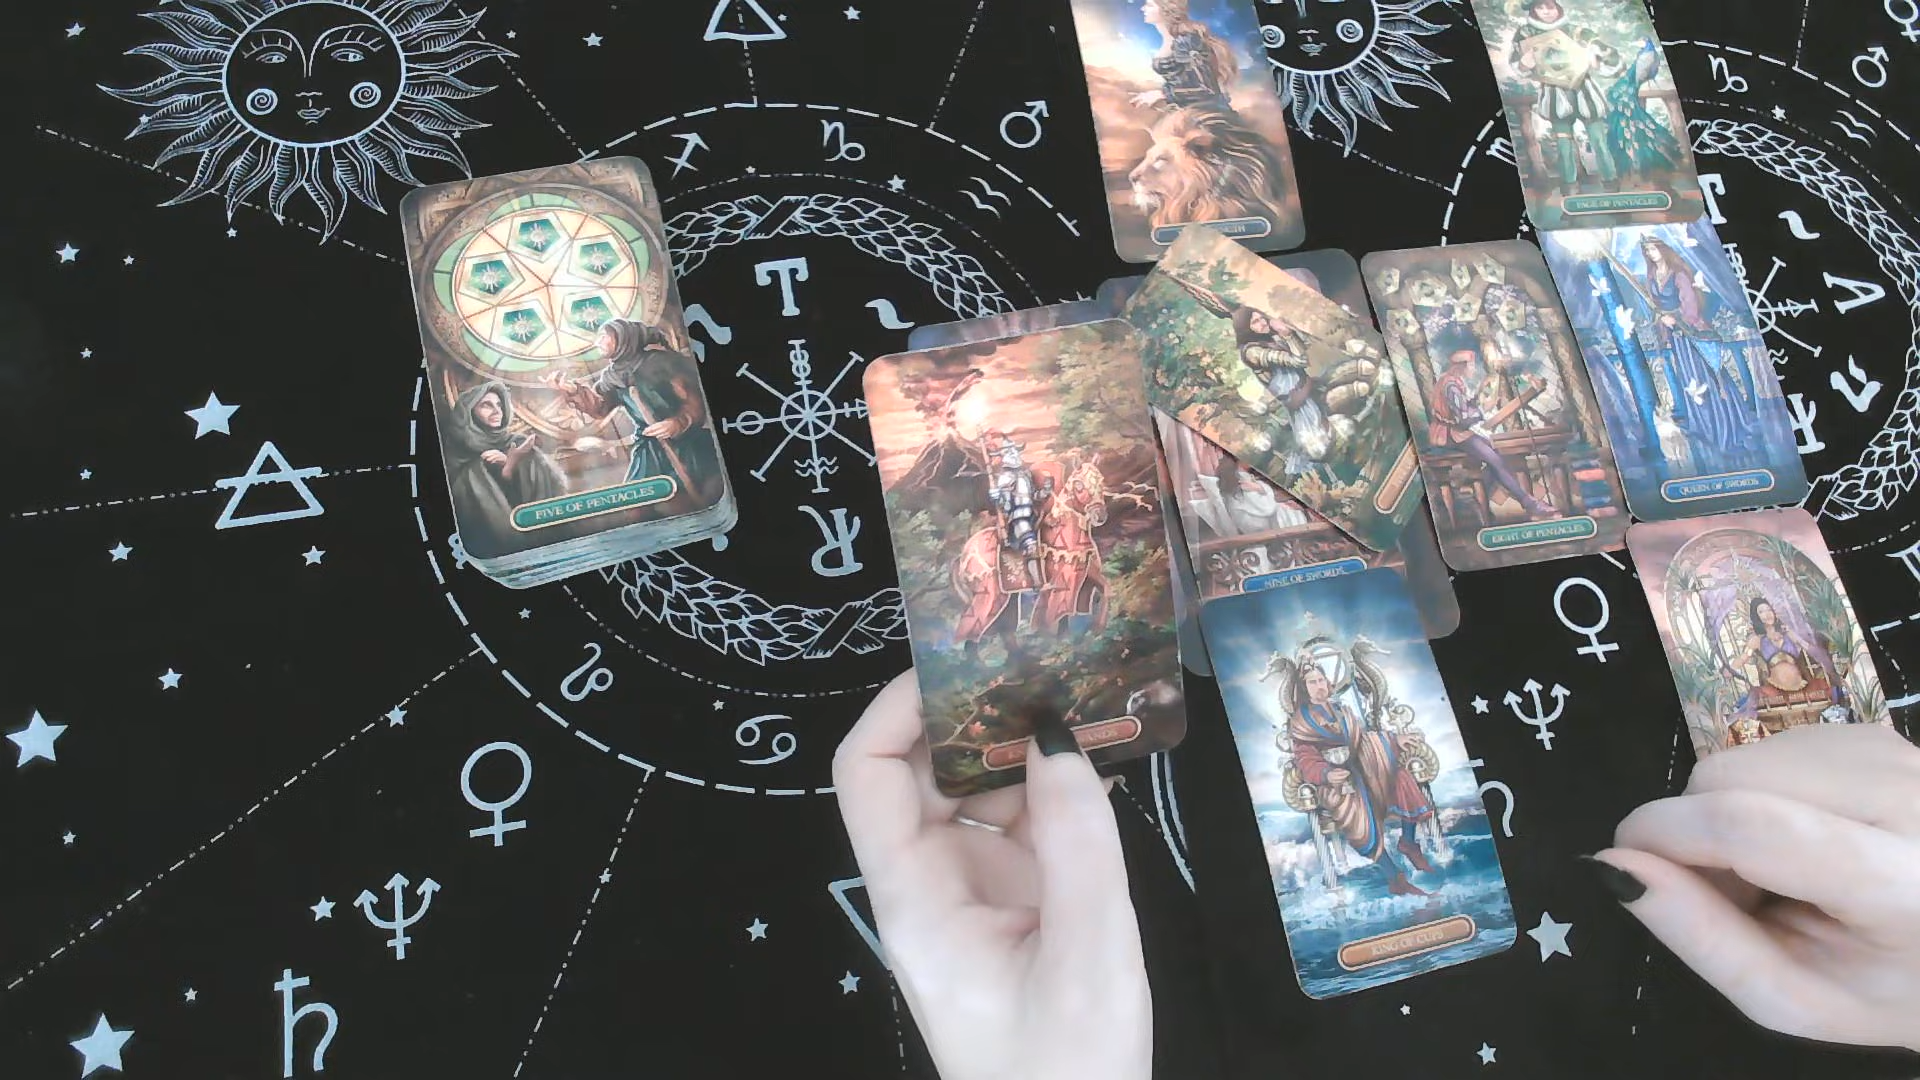 PAGE OF PENTACLES
FIVE OF PENTACLES
QUEEN OF SWORDS
EIGHT OF PENTACLES
NINE OF SWORDS
KING OF CUPS